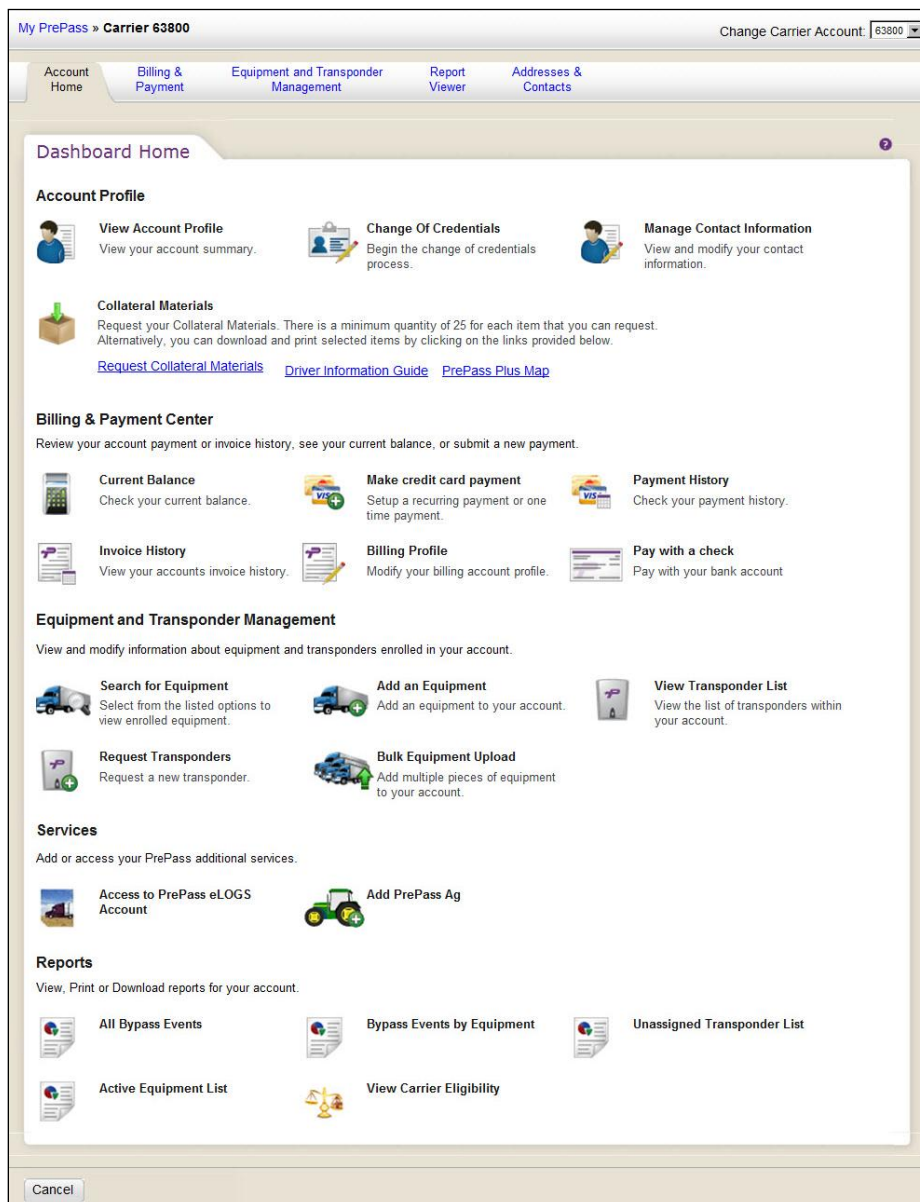 My PrePass » Carrier 63800
Change Carrier Account: 63800
Account Home
Billing & Payment
Equipment and Transponder Management
Report Viewer
Addresses & Contacts
Dashboard Home
?
Account Profile
View Account Profile
View your account summary.
Change Of Credentials
Begin the change of credentials
process.
Manage Contact Information
View and modify your contact
information.
Collateral Materials
Request your Collateral Materials. There is a minimum quantity of 25 for each item that you can request.
Alternatively, you can download and print selected items by clicking on the links provided below.
Request Collateral Materials Driver Information Guide PrePass Plus Map
Billing & Payment Center
Review your account payment or invoice history, see your current balance, or submit a new payment.
Current Balance
Check your current balance.
VISA
Make credit card payment
Setup a recurring payment or one
time payment.
VISA
Payment History
Check your payment history.
Invoice History
View your accounts invoice history.
Billing Profile
Modify your billing account profile.
Pay with a check
Pay with your bank account
Equipment and Transponder Management
View and modify information about equipment and transponders enrolled in your account.
Search for Equipment
Select from the listed options to
view enrolled equipment.
Add an Equipment
Add an equipment to your account.
View Transponder List
View the list of transponders within
your account.
Request Transponders
Request a new transponder.
Bulk Equipment Upload
Add multiple pieces of equipment
to your account.
Services
Add or access your PrePass additional services.
Access to PrePass eLOGS
Account
Add PrePass Ag
Reports
View, Print or Download reports for your account.
All Bypass Events
Bypass Events by Equipment
Unassigned Transponder List
Active Equipment List
View Carrier Eligibility
Cancel